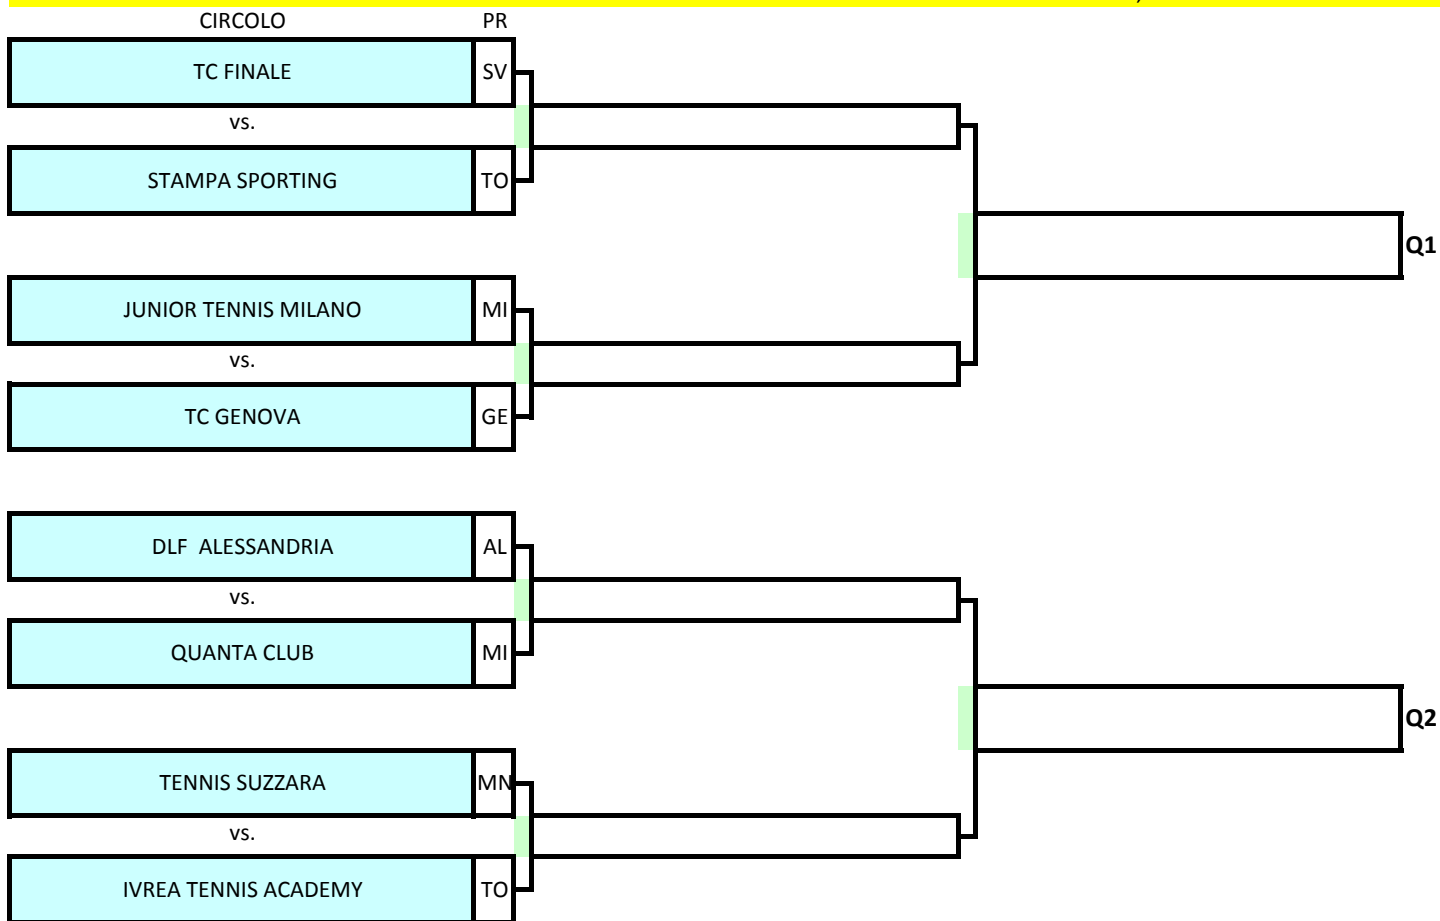 CIRCOLO PR
TC FINALE SV
vs.
STAMPA SPORTING TO
Q1
JUNIOR TENNIS MILANO MI
vs.
TC GENOVA GE
DLF ALESSANDRIA AL
vs.
QUANTA CLUB MI
Q2
TENNIS SUZZARA MN
vs.
IVREA TENNIS ACADEMY TO